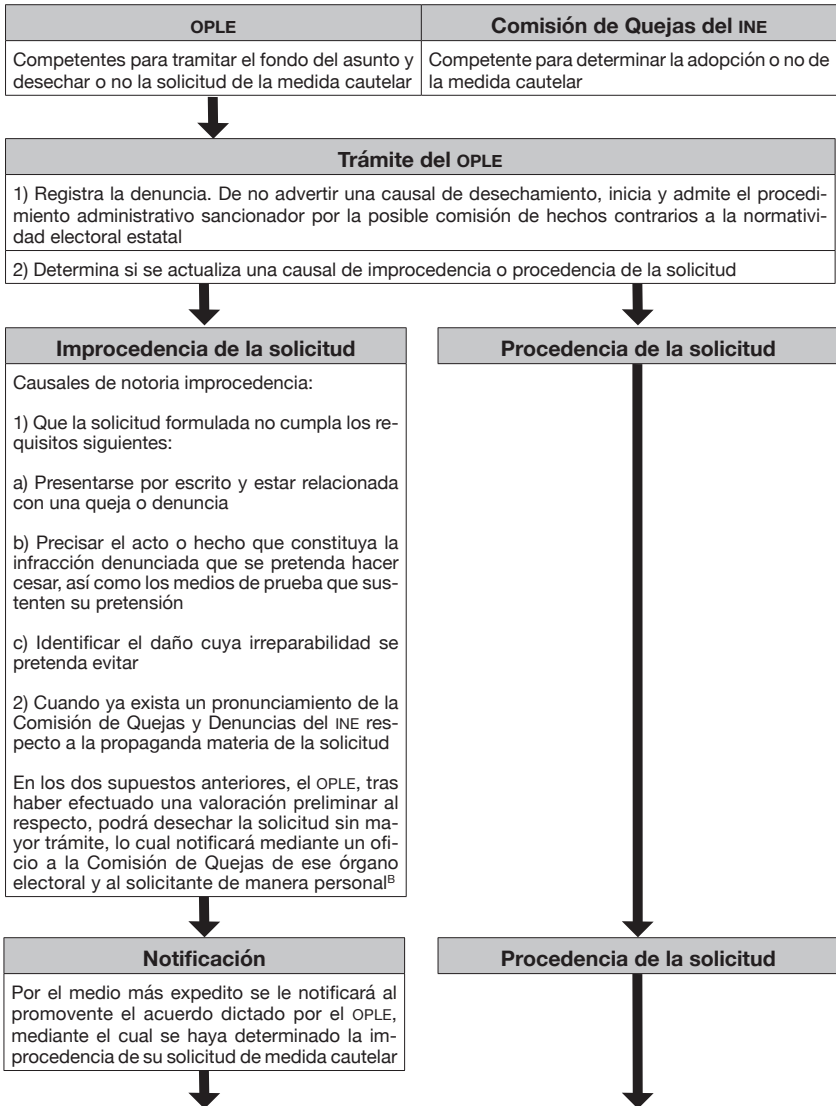 OPLE
Comisión de Quejas del INE
Competentes para tramitar el fondo del asunto y
desechar o no la solicitud de la medida cautelar
Competente para determinar la adopción o no de
la medida cautelar
Trámite del OPLE
1) Registra la denuncia. De no advertir una causal de desechamiento, inicia y admite el procedi-
miento administrativo sancionador por la posible comisión de hechos contrarios a la normativi-
dad electoral estatal
2) Determina si se actualiza una causal de improcedencia o procedencia de la solicitud
Improcedencia de la solicitud
Procedencia de la solicitud
Causales de notoria improcedencia:
1) Que la solicitud formulada no cumpla los re-
quisitos siguientes:
a) Presentarse por escrito y estar relacionada
con una queja o denuncia
b) Precisar el acto o hecho que constituya la
infracción denunciada que se pretenda hacer
cesar, así como los medios de prueba que sus-
tenten su pretensión
c) Identificar el daño cuya irreparabilidad se
pretenda evitar
2) Cuando ya exista un pronunciamiento de la
Comisión de Quejas y Denuncias del INE res-
pecto a la propaganda materia de la solicitud
En los dos supuestos anteriores, el OPLE, tras
haber efectuado una valoración preliminar al
respecto, podrá desechar la solicitud sin ma-
yor trámite, lo cual notificará mediante un ofi-
cio a la Comisión de Quejas de ese órgano
electoral y al solicitante de manera personalᴮ
Notificación
Procedencia de la solicitud
Por el medio más expedito se le notificará al
promovente el acuerdo dictado por el OPLE,
mediante el cual se haya determinado la im-
procedencia de su solicitud de medida cautelar